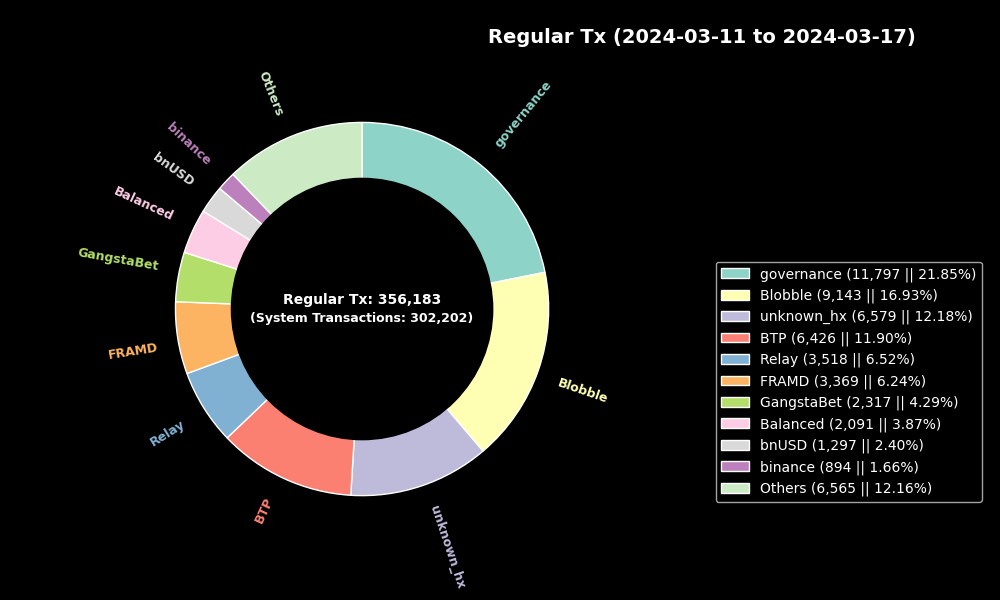 Regular Tx (2024-03-11 to 2024-03-17)
Others
governance
binance
bnUSD
Balanced
GangstaBet
FRAMD
Relay
BTP
unknown_hx
Blobble
Regular Tx: 356,183
(System Transactions: 302,202)
governance (11,797 || 21.85%)
Blobble (9,143 || 16.93%)
unknown_hx (6,579 || 12.18%)
BTP (6,426 || 11.90%)
Relay (3,518 || 6.52%)
FRAMD (3,369 || 6.24%)
GangstaBet (2,317 || 4.29%)
Balanced (2,091 || 3.87%)
bnUSD (1,297 || 2.40%)
binance (894 || 1.66%)
Others (6,565 || 12.16%)